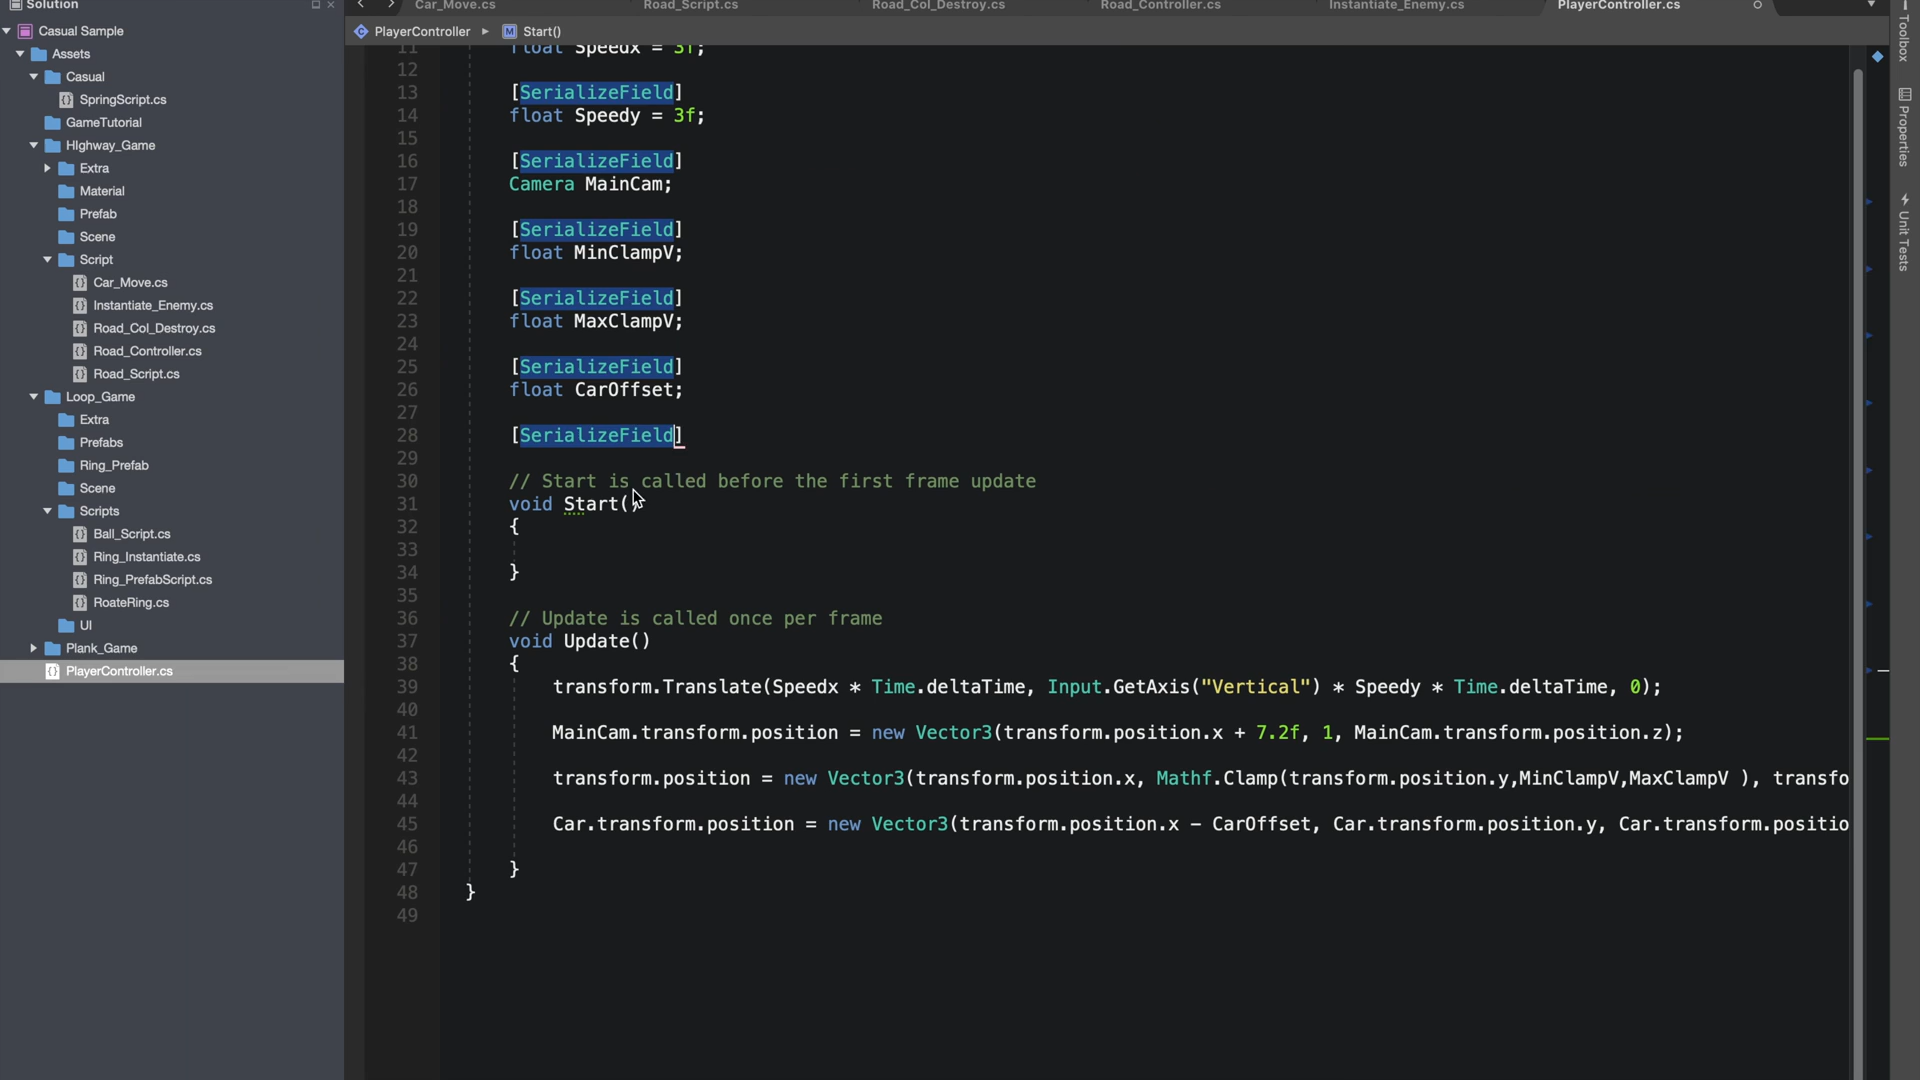 Solution
Casual Sample
Assets
Casual
SpringScript.cs
GameTutorial
HIghway_Game
Extra
Material
Prefab
Scene
Script
Car_Move.cs
Instantiate_Enemy.cs
Road_Col_Destroy.cs
Road_Controller.cs
Road_Script.cs
Loop_Game
Extra
Prefabs
Ring_Prefab
Scene
Scripts
Ball_Script.cs
Ring_Instantiate.cs
Ring_PrefabScript.cs
RoateRing.cs
UI
Plank_Game
PlayerController.cs
Car_Move.cs Road_Script.cs Road_Col_Destroy.cs Road_Controller.cs Instantiate_Enemy.cs PlayerController.cs
PlayerController Start()
11 float Speedx = 3f;
12
13 [SerializeField]
14 float Speedy = 3f;
15
16 [SerializeField]
17 Camera MainCam;
18
19 [SerializeField]
20 float MinClampV;
21
22 [SerializeField]
23 float MaxClampV;
24
25 [SerializeField]
26 float CarOffset;
27
28 [SerializeField]
29
30 // Start is called before the first frame update
31 void Start()
32 {
33
34 }
35
36 // Update is called once per frame
37 void Update()
38 {
39 transform.Translate(Speedx * Time.deltaTime, Input.GetAxis("Vertical") * Speedy * Time.deltaTime, 0);
40
41 MainCam.transform.position = new Vector3(transform.position.x + 7.2f, 1, MainCam.transform.position.z);
42
43 transform.position = new Vector3(transform.position.x, Mathf.Clamp(transform.position.y,MinClampV,MaxClampV ), transfo
44
45 Car.transform.position = new Vector3(transform.position.x - CarOffset, Car.transform.position.y, Car.transform.positio
46
47 }
48 }
49
Toolbox
Properties
Unit Tests